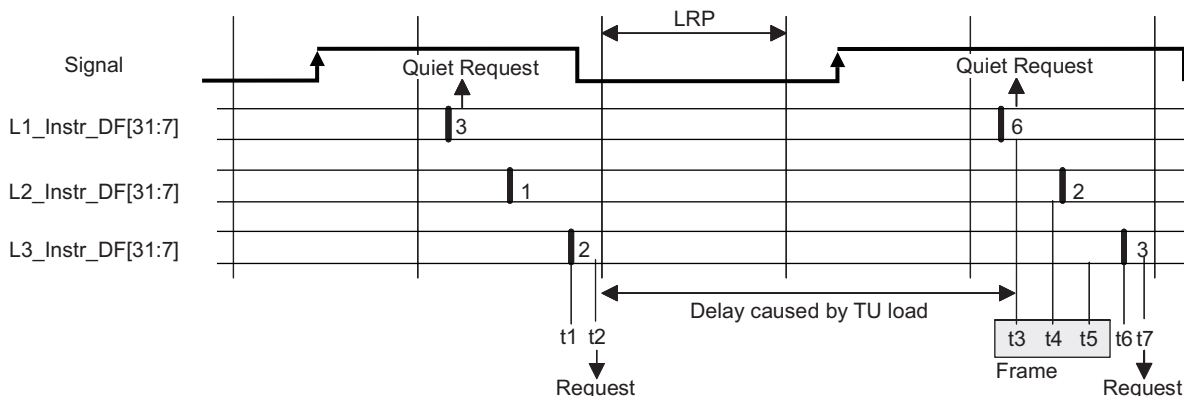 LRP
Signal
Quiet Request
Quiet Request
L1_Instr_DF[31:7]
3
6
L2_Instr_DF[31:7]
1
2
L3_Instr_DF[31:7]
2
3
Delay caused by TU load
t1 t2 t3 t4 t5 t6 t7
Frame
Request
Request